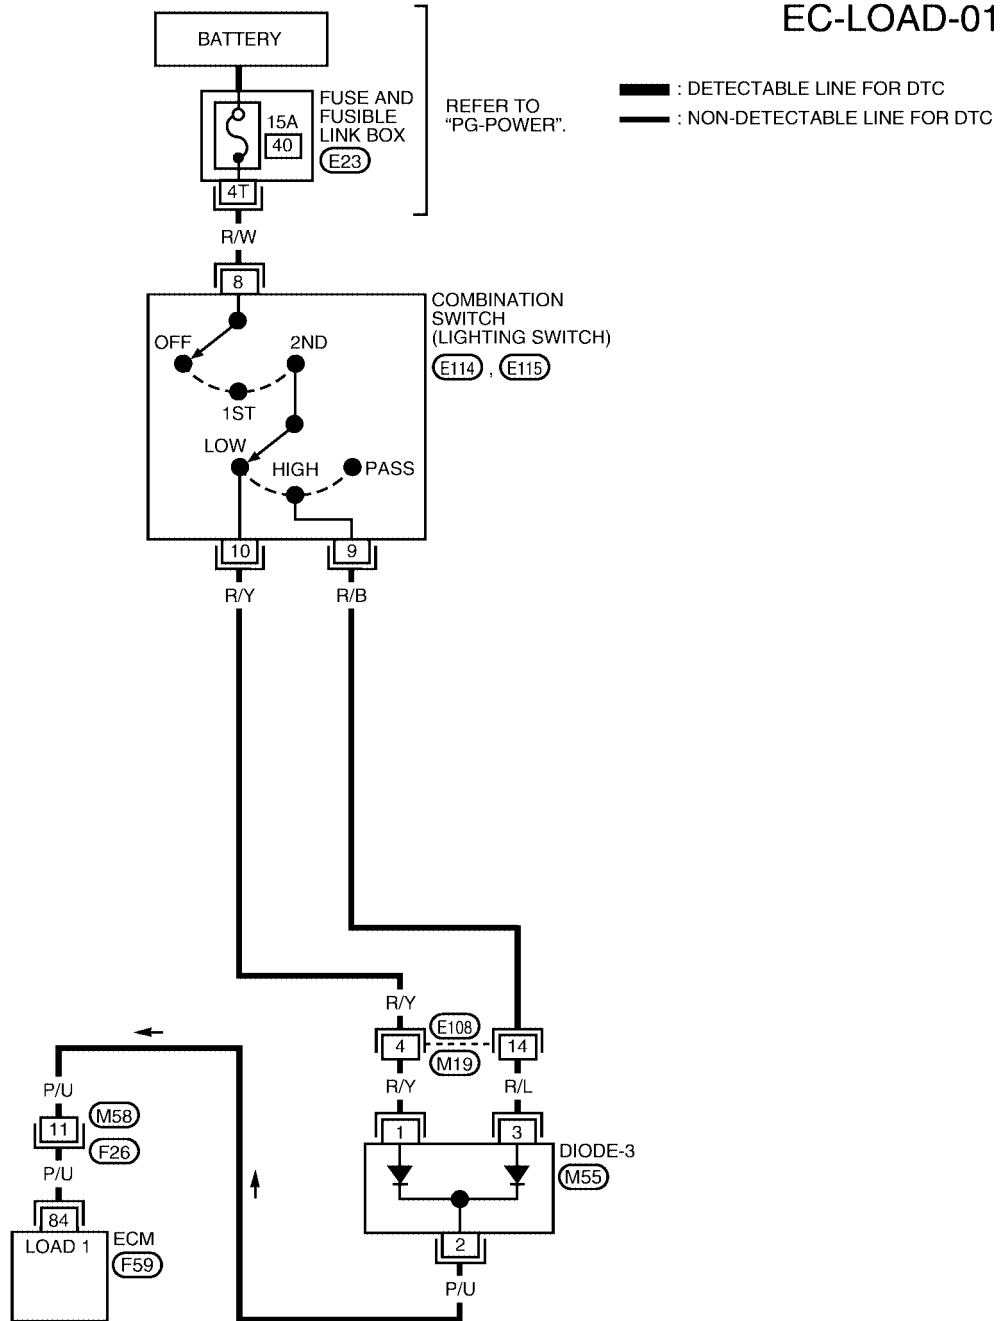 EC-LOAD-01
BATTERY
: DETECTABLE LINE FOR DTC
: NON-DETECTABLE LINE FOR DTC
FUSE AND
FUSIBLE
LINK BOX
E23
15A
40
REFER TO
“PG-POWER”.
4T
R/W
8
COMBINATION
SWITCH
(LIGHTING SWITCH)
E114 , E115
OFF
2ND
1ST
LOW
HIGH
PASS
10
9
R/Y
R/B
R/Y
E108
4
14
M19
R/Y
R/L
1
3
DIODE-3
M55
2
P/U
P/U
M58
11
F26
P/U
84
LOAD 1
ECM
F59